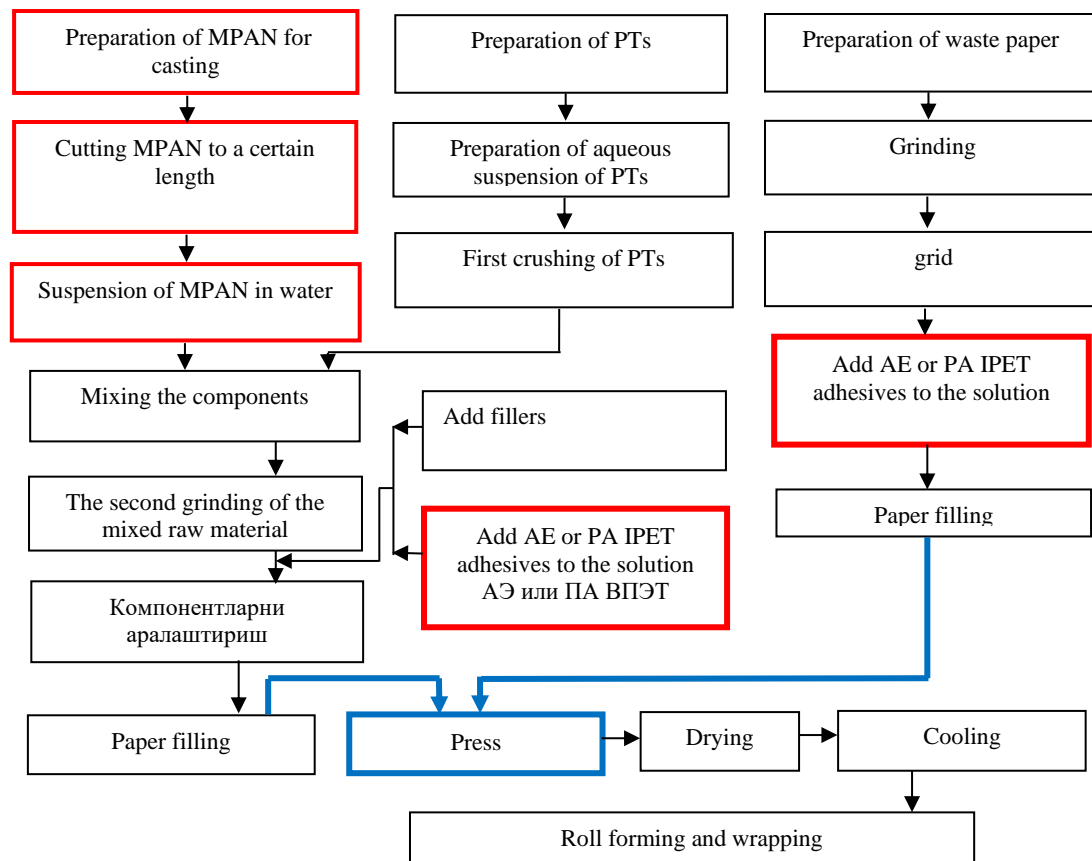 Preparation of MPAN for
casting
Preparation of PTs
Preparation of waste paper
Cutting MPAN to a certain
length
Preparation of aqueous
suspension of PTs
Grinding
Suspension of MPAN in water
First crushing of PTs
grid
Mixing the components
Add fillers
Add AE or PA IPET
adhesives to the solution
The second grinding of the
mixed raw material
Add AE or PA IPET
adhesives to the solution
АЭ или ПА ВПЭТ
Paper filling
Компонентларни
аралаштириш
Paper filling
Press
Drying
Cooling
Roll forming and wrapping